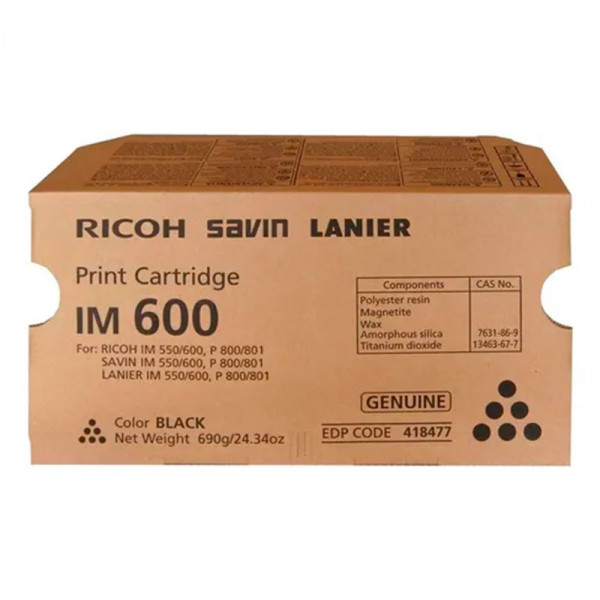 RICOH savin LANIER
Print Cartridge
IM 600
For: RICOH IM 550/600, P 800/801
SAVIN IM 550/600, P 800/801
LANIER IM 550/600, P 800/801
Color BLACK
Net Weight 690g/24.34oz
Components CAS No.
Polyester resin
Magnetite
Wax
Amorphous silica 7631-86-9
Titanium dioxide 13463-67-7
GENUINE
EDP CODE 418477